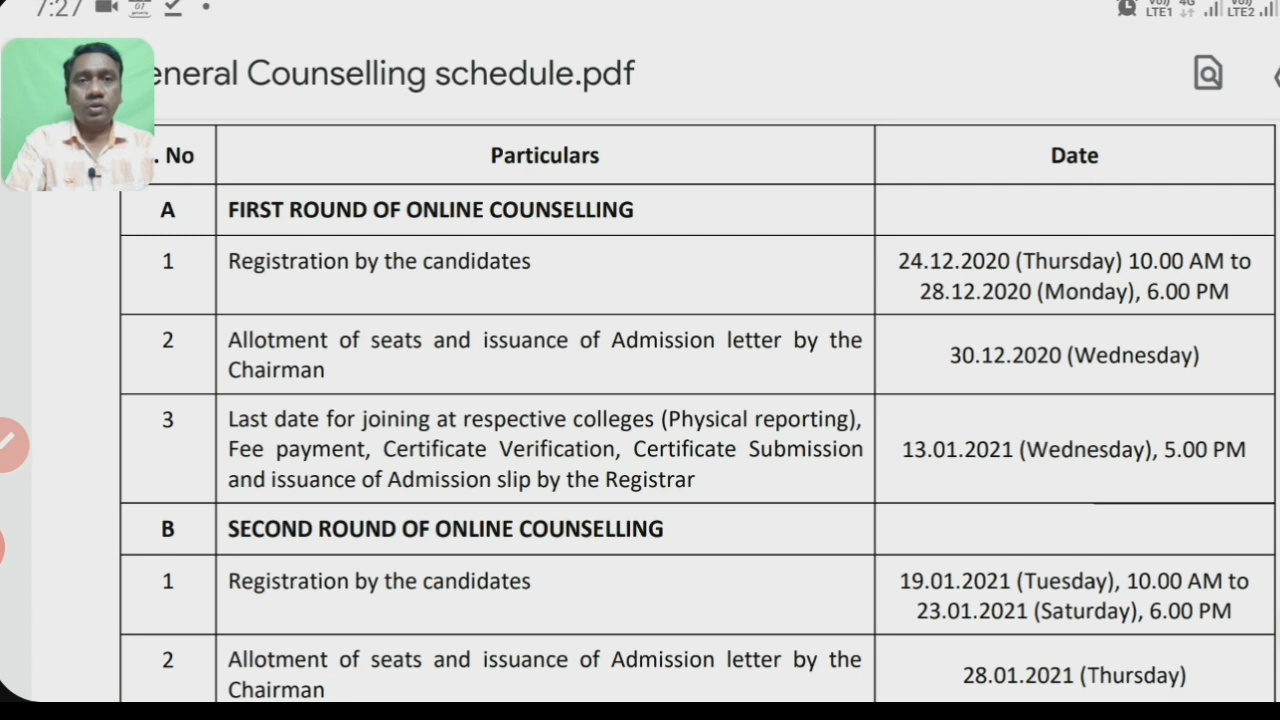 7:27
LTE1 4G LTE2
eneral Counselling schedule.pdf
. No Particulars Date
A FIRST ROUND OF ONLINE COUNSELLING
1 Registration by the candidates 24.12.2020 (Thursday) 10.00 AM to
28.12.2020 (Monday), 6.00 PM
2 Allotment of seats and issuance of Admission letter by the
Chairman
30.12.2020 (Wednesday)
3 Last date for joining at respective colleges (Physical reporting),
Fee payment, Certificate Verification, Certificate Submission
and issuance of Admission slip by the Registrar
13.01.2021 (Wednesday), 5.00 PM
B SECOND ROUND OF ONLINE COUNSELLING
1 Registration by the candidates 19.01.2021 (Tuesday), 10.00 AM to
23.01.2021 (Saturday), 6.00 PM
2 Allotment of seats and issuance of Admission letter by the
Chairman
28.01.2021 (Thursday)